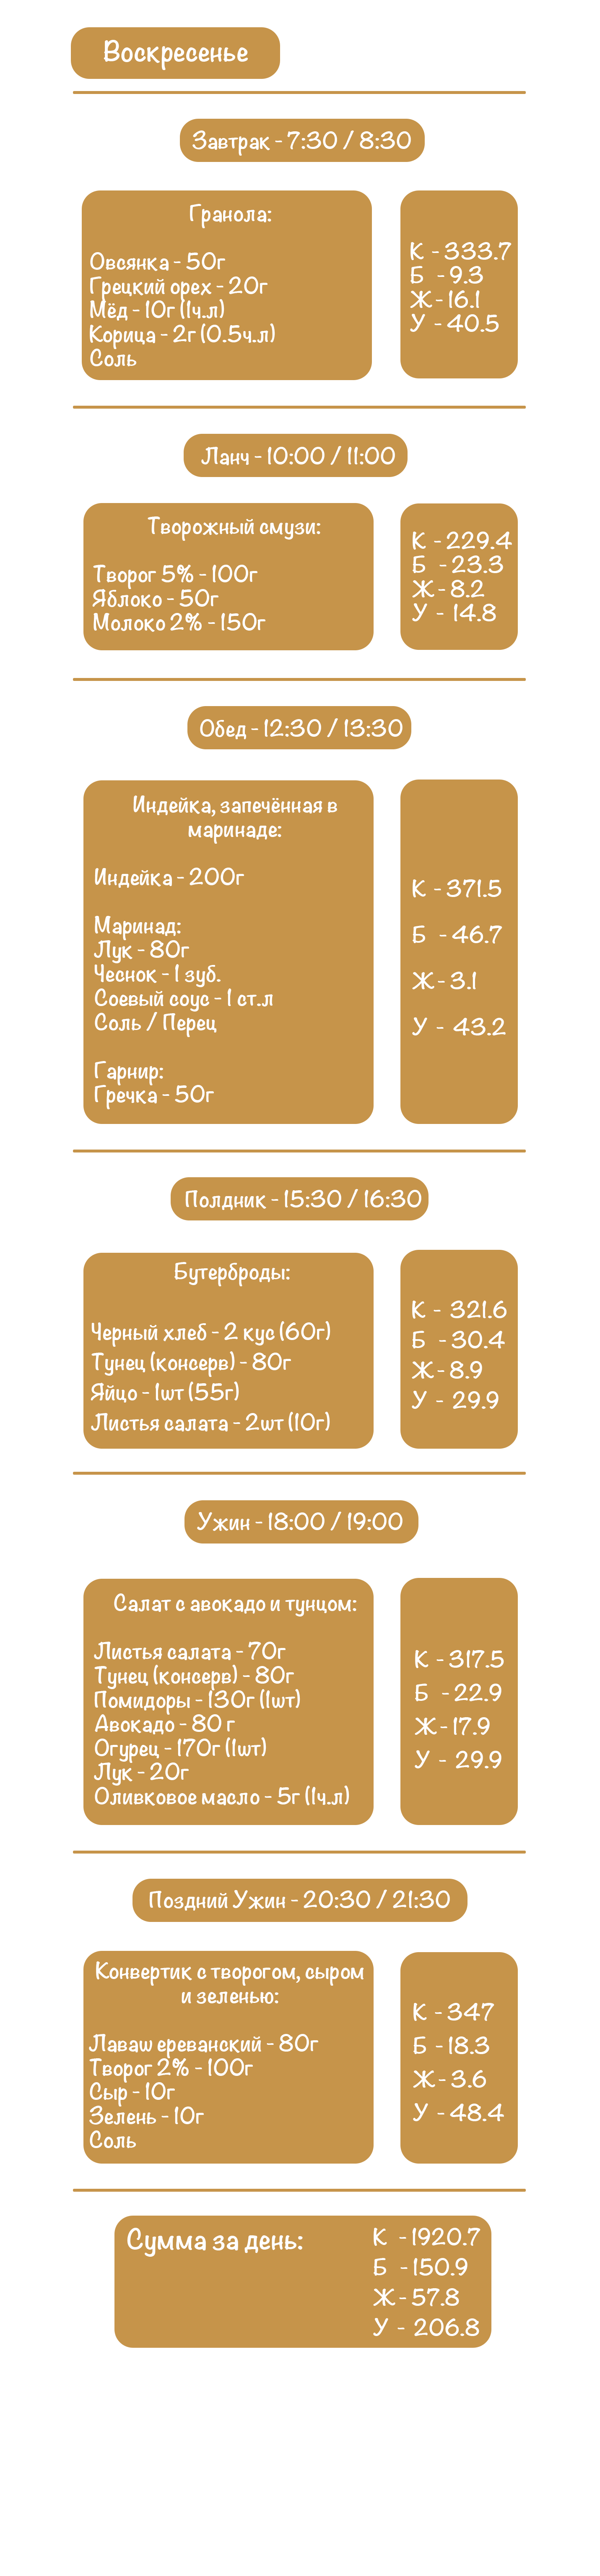 Воскресенье
Завтрак - 7:30 / 8:30
Гранола:
Овсянка - 50г
Грецкий орех - 20г
Мёд - 10г (1ч.л)
Корица - 2г (0.5ч.л)
Соль
К - 333.7
Б - 9.3
Ж - 16.1
У - 40.5
Ланч - 10:00 / 11:00
Творожный смузи:
Творог 5% - 100г
Яблоко - 50г
Молоко 2% - 150г
К - 229.4
Б - 23.3
Ж - 8.2
У - 14.8
Обед - 12:30 / 13:30
Индейка, запечённая в
маринаде:
Индейка - 200г
Маринад:
Лук - 80г
Чеснок - 1 зуб.
Соевый соус - 1 ст.л
Соль / Перец
Гарнир:
Гречка - 50г
К - 371.5
Б - 46.7
Ж - 3.1
У - 43.2
Полдник - 15:30 / 16:30
Бутерброды:
Черный хлеб - 2 кус (60г)
Тунец (консерв) - 80г
Яйцо - 1шт (55г)
Листья салата - 2шт (10г)
К - 321.6
Б - 30.4
Ж - 8.9
У - 29.9
Ужин - 18:00 / 19:00
Салат с авокадо и тунцом:
Листья салата - 70г
Тунец (консерв) - 80г
Помидоры - 130г (1шт)
Авокадо - 80 г
Огурец - 170г (1шт)
Лук - 20г
Оливковое масло - 5г (1ч.л)
К - 317.5
Б - 22.9
Ж - 17.9
У - 29.9
Поздний Ужин - 20:30 / 21:30
Конвертик с творогом, сыром
и зеленью:
Лаваш ереванский - 80г
Творог 2% - 100г
Сыр - 10г
Зелень - 10г
Соль
К - 347
Б - 18.3
Ж - 3.6
У - 48.4
Сумма за день:
К - 1920.7
Б - 150.9
Ж - 57.8
У - 206.8